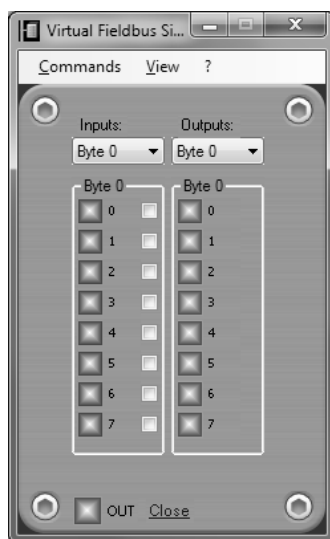 Virtual Fieldbus Si...
Commands View ?
Inputs: Outputs:
Byte 0 Byte 0
Byte 0 Byte 0
0 0
1 1
2 2
3 3
4 4
5 5
6 6
7 7
OUT Close